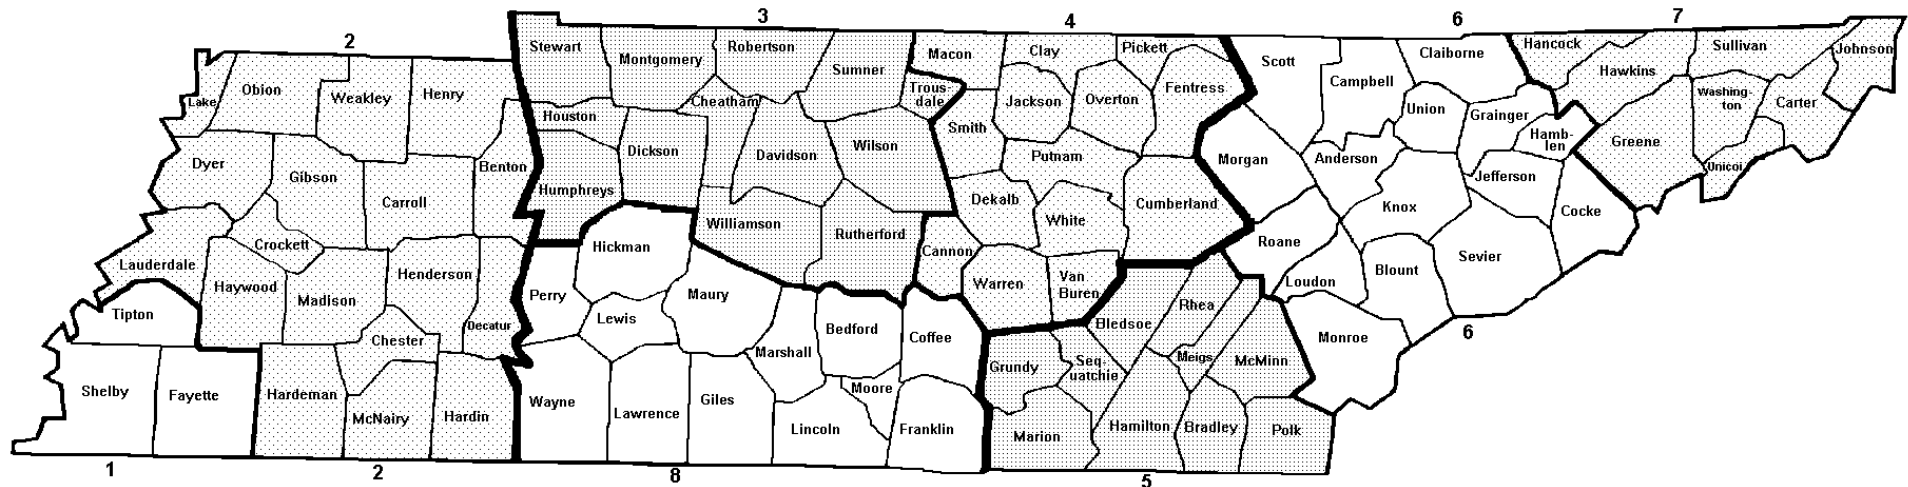 2
3
4
6
7
Lake
Obion
Weakley
Henry
Dyer
Gibson
Carroll
Benton
Lauderdale
Crockett
Haywood
Madison
Henderson
Decatur
Tipton
Chester
Shelby
Fayette
Hardeman
McNairy
Hardin
Stewart
Montgomery
Robertson
Sumner
Houston
Cheatham
Trous-
dale
Dickson
Davidson
Wilson
Humphreys
Williamson
Rutherford
Hickman
Perry
Lewis
Maury
Bedford
Coffee
Marshall
Moore
Wayne
Lawrence
Giles
Lincoln
Franklin
Macon
Clay
Pickett
Jackson
Overton
Fentress
Smith
Putnam
Dekalb
White
Cumberland
Cannon
Warren
Van
Buren
Bledsoe
Rhea
Grundy
Seq-
uatchie
Meigs
McMinn
Marion
Hamilton
Bradley
Polk
Scott
Campbell
Claiborne
Union
Grainger
Hamb-
len
Morgan
Anderson
Jefferson
Knox
Cocke
Roane
Sevier
Loudon
Blount
Monroe
Hancock
Hawkins
Sullivan
Johnson
Washing-
ton
Carter
Greene
Unicoi
6
1
2
8
5